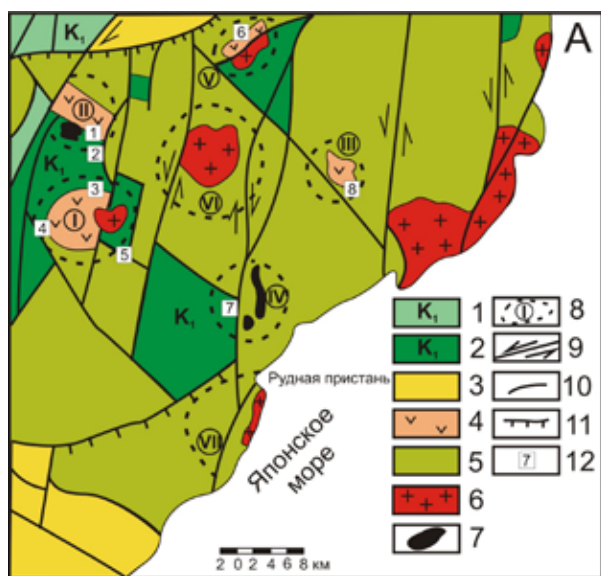 K₁
A
6
V
II
1
2
III
K₁
3
8
4
I
VI
5
7
IV
K₁
K₁ 1
I 8
K₁ 2
9
3
10
Рудная пристань
4
11
VII
5
7 12
Японское
море
6
7
2 0 2 4 6 8 км